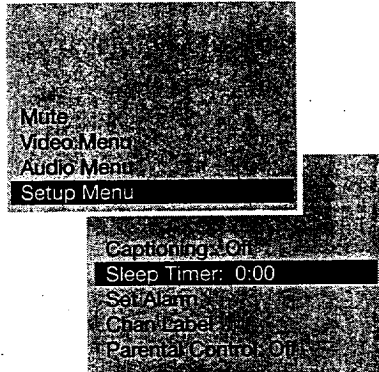 Mute
Video Menu
Audio Menu
Setup Menu
Captioning: Off
Sleep Timer: 0:00
Set Alarm
Chan Label
Parental Control: Off